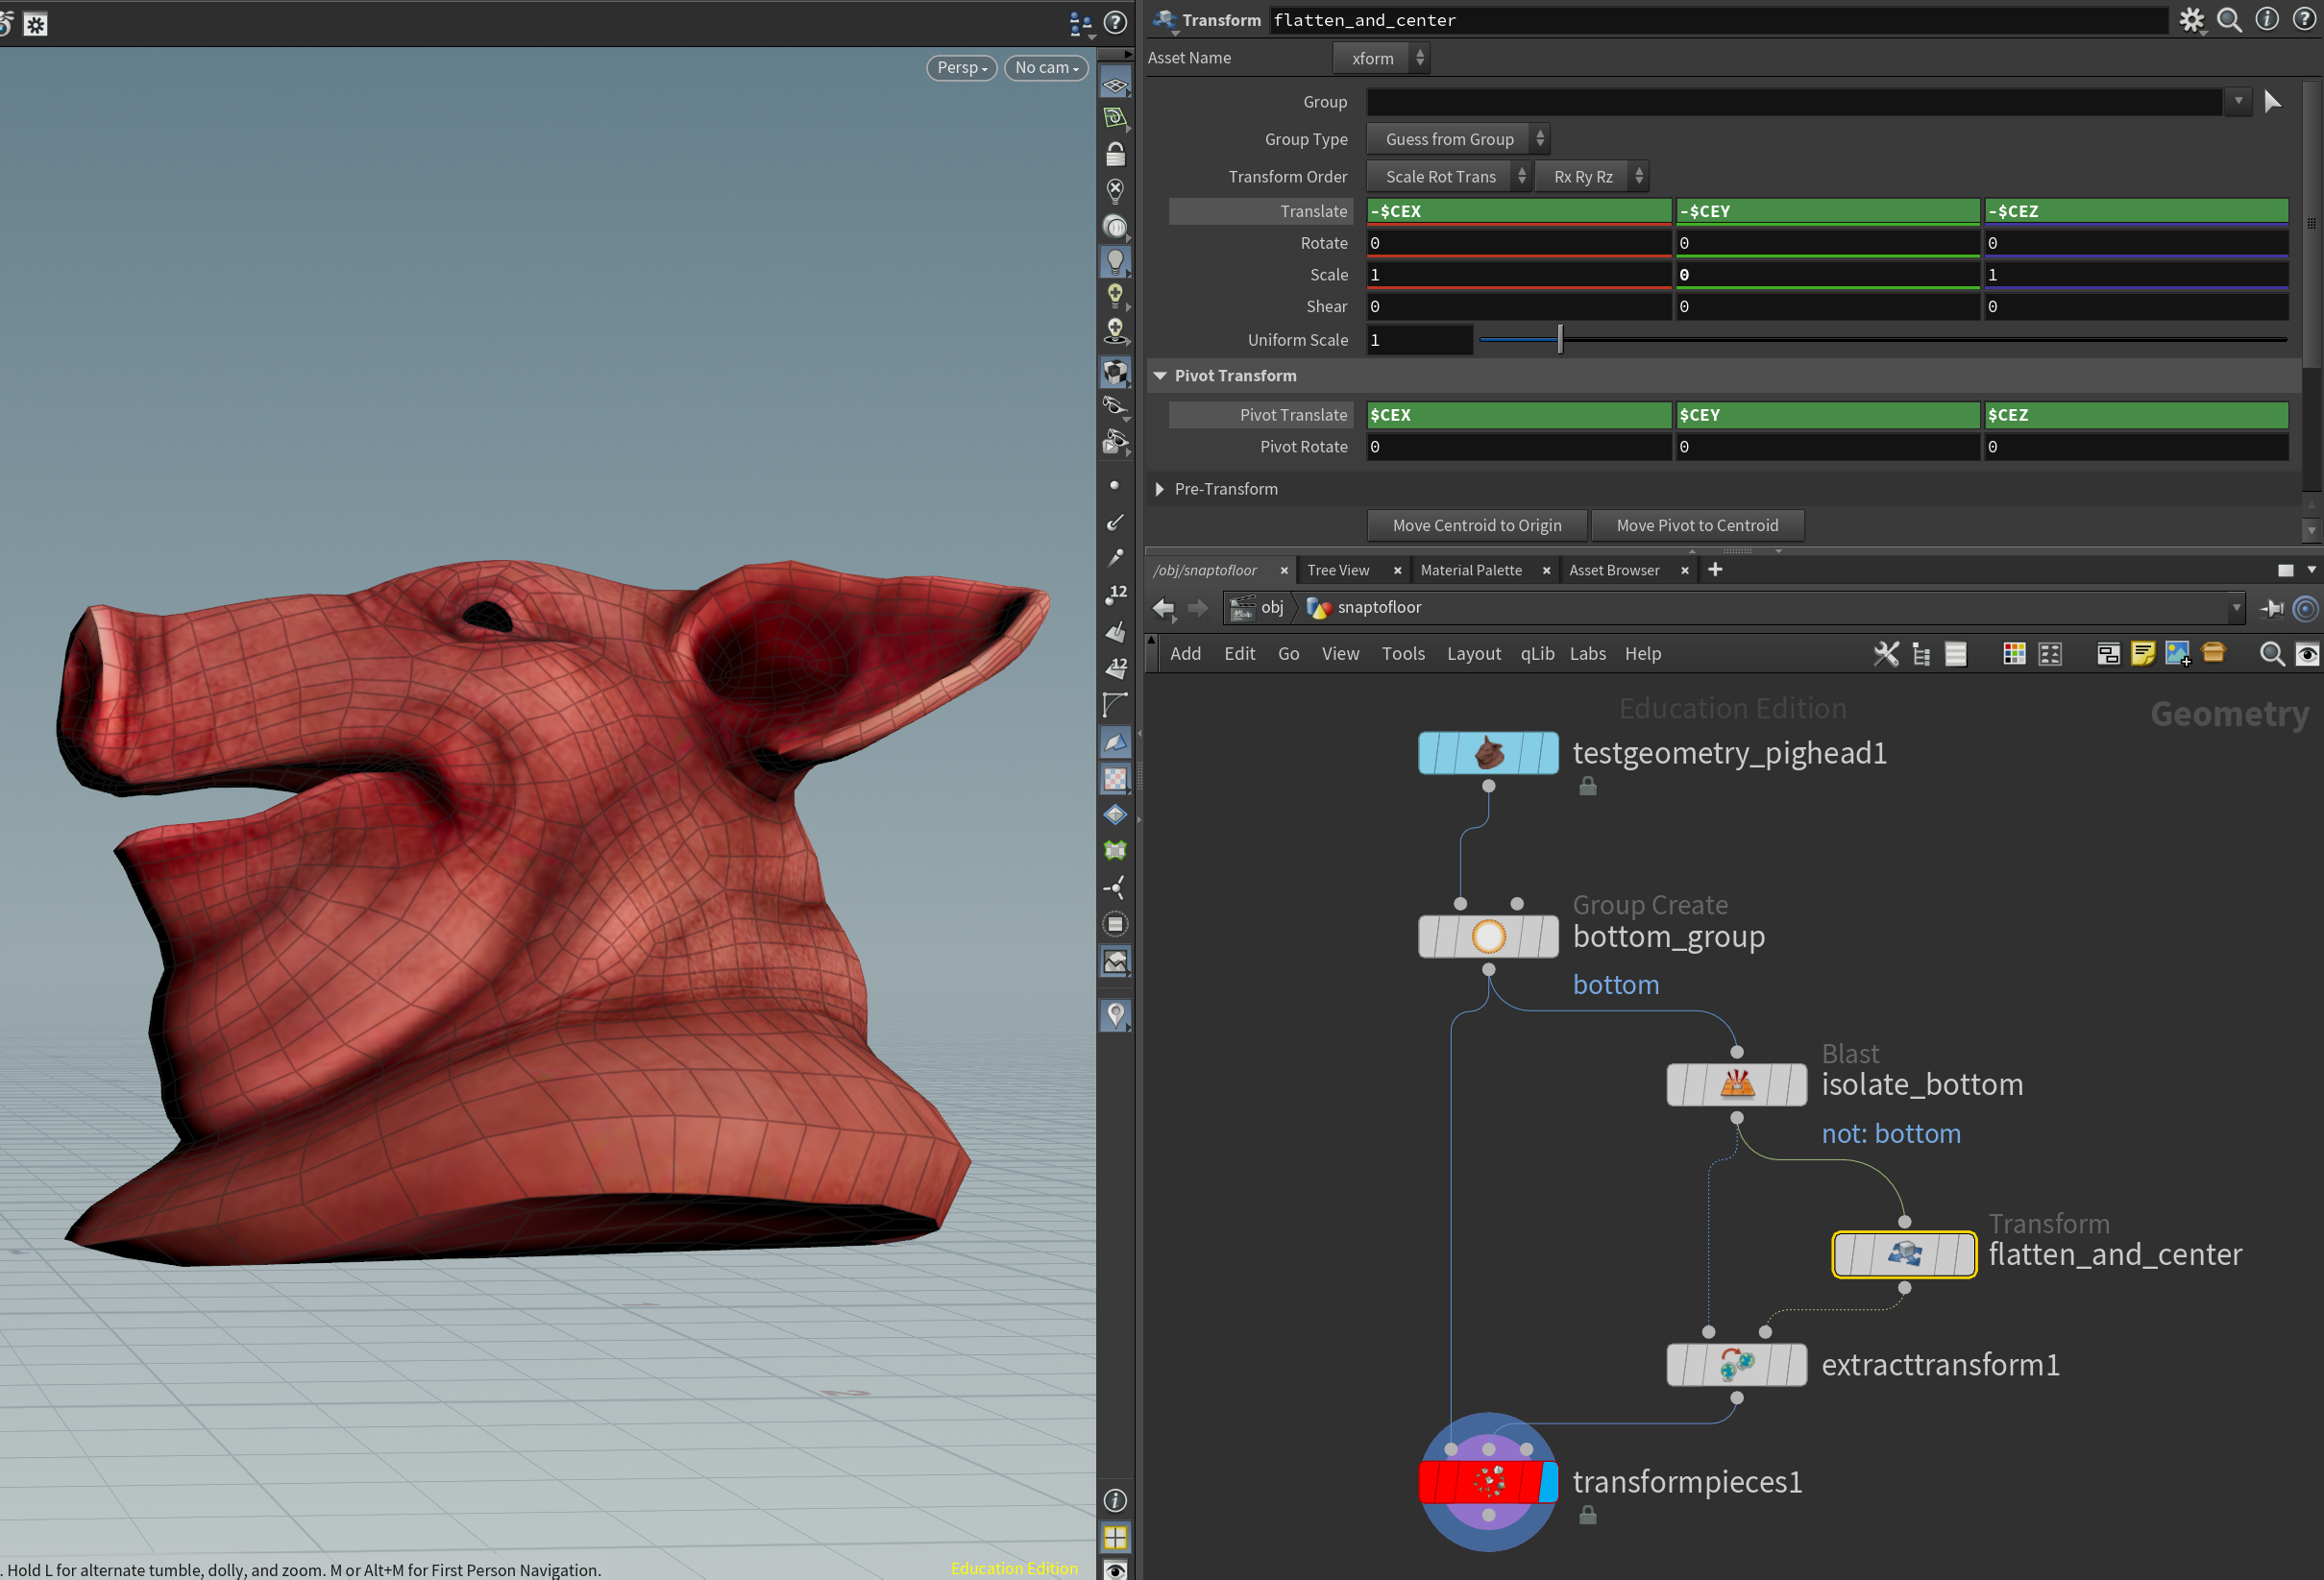 Persp
No cam
Transform flatten_and_center
Asset Name xform
Group
Group Type Guess from Group
Transform Order Scale Rot Trans Rx Ry Rz
Translate -$CEX -$CEY -$CEZ
Rotate 0 0 0
Scale 1 0 1
Shear 0 0 0
Uniform Scale 1
Pivot Transform
Pivot Translate $CEX $CEY $CEZ
Pivot Rotate 0 0 0
Pre-Transform
Move Centroid to Origin Move Pivot to Centroid
/obj/snaptofloor Tree View Material Palette Asset Browser
obj snaptofloor
Add Edit Go View Tools Layout qLib Labs Help
12
12
Education Edition
Geometry
testgeometry_pighead1
Group Create
bottom_group
bottom
Blast
isolate_bottom
not: bottom
Transform
flatten_and_center
extracttransform1
transformpieces1
. Hold L for alternate tumble, dolly, and zoom. M or Alt+M for First Person Navigation.
Education Edition